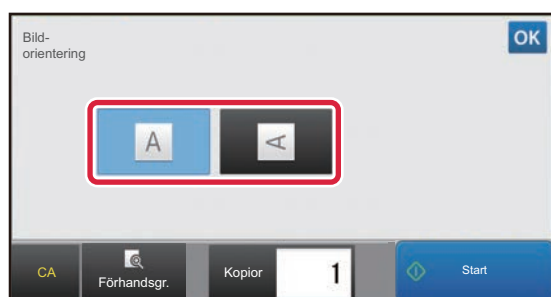 Bild-
orientering
OK
A
A
CA
Förhandsgr.
Kopior
1
Start